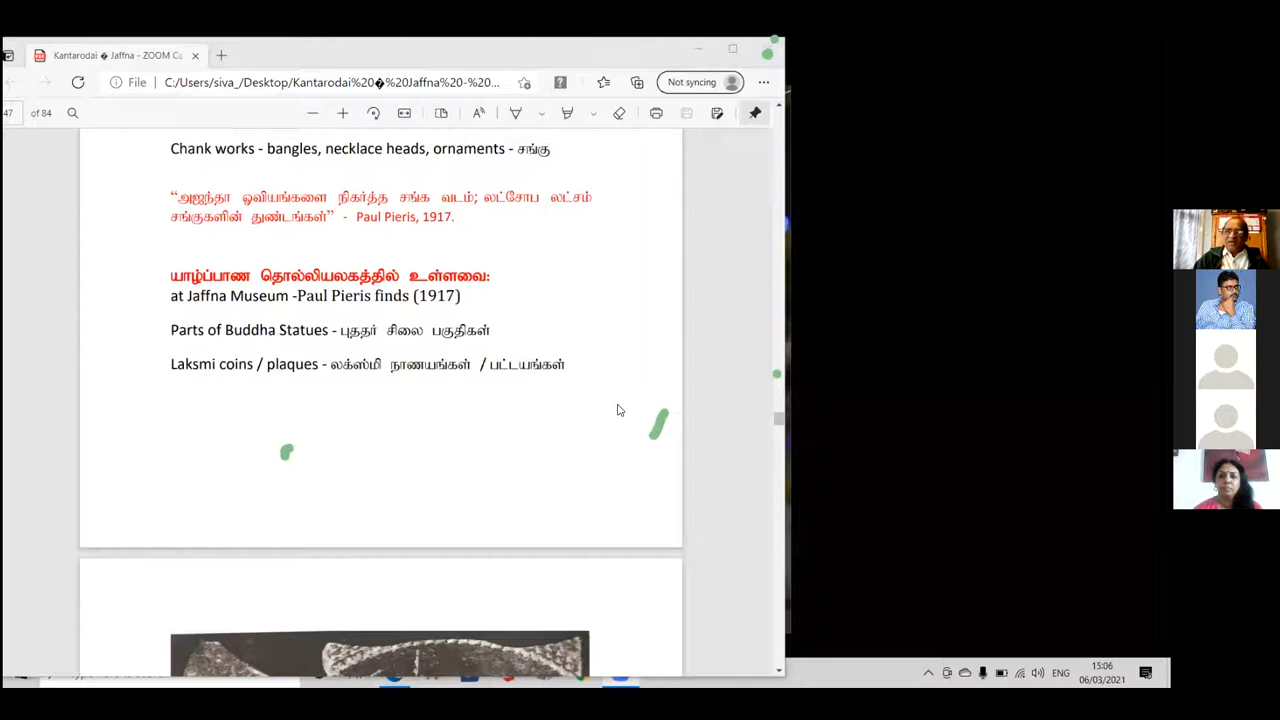 Kantarodai � Jaffna - ZOOM Ca
File
C:/Users/siva_/Desktop/Kantarodai%20�%20Jaffna%20-%20...
Not syncing
47 of 84
Chank works - bangles, necklace heads, ornaments - சங்கு
“அஜந்தா ஓவியங்களை நிகர்த்த சங்க வடம்; லட்சோப லட்சம்
சங்குகளின் துண்டங்கள்” - Paul Pieris, 1917.
யாழ்ப்பாண தொல்லியலகத்தில் உள்ளவை:
at Jaffna Museum -Paul Pieris finds (1917)
Parts of Buddha Statues - புததர் சிலை பகுதிகள்
Laksmi coins / plaques - லக்ஸ்மி நாணயங்கள் / பட்டயங்கள்
ENG
15:06
06/03/2021